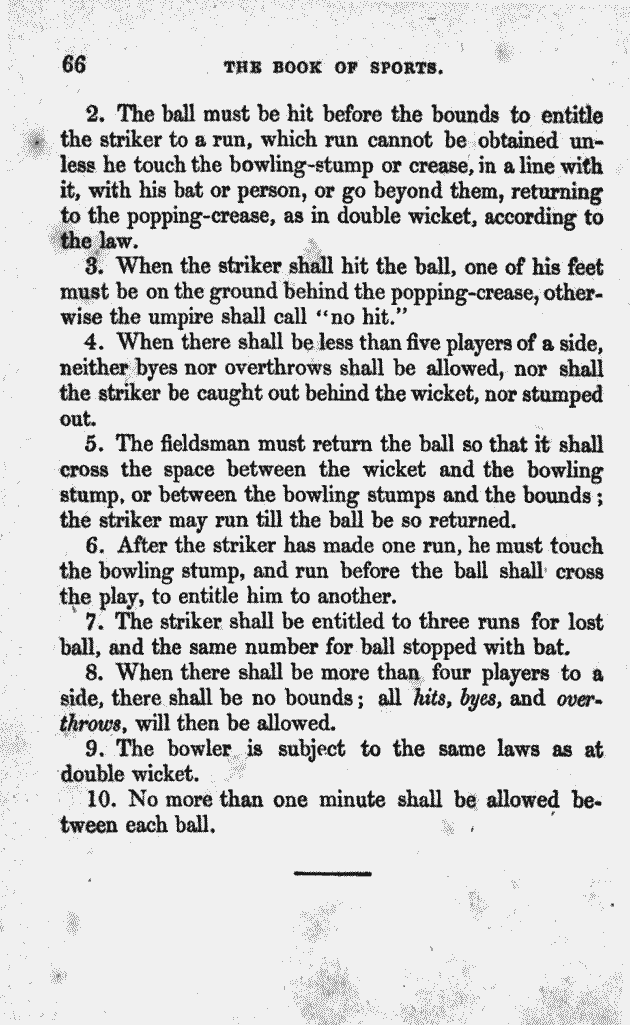 66 THE BOOK OF SPORTS.
2. The ball must be hit before the bounds to entitle
the striker to a run, which run cannot be obtained un-
less he touch the bowling-stump or crease, in a line with
it, with his bat or person, or go beyond them, returning
to the popping-crease, as in double wicket, according to
the law.
3. When the striker shall hit the ball, one of his feet
must be on the ground behind the popping-crease, other-
wise the umpire shall call "no hit."
4. When there shall be less than five players of a side,
neither byes nor overthrows shall be allowed, nor shall
the striker be caught out behind the wicket, nor stumped
out.
5. The fieldsman must return the ball so that it shall
cross the space between the wicket and the bowling
stump, or between the bowling stumps and the bounds;
the striker may run till the ball be so returned.
6. After the striker has made one run, he must touch
the bowling stump, and run before the ball shall cross
the play, to entitle him to another.
7. The striker shall be entitled to three runs for lost
ball, and the same number for ball stopped with bat.
8. When there shall be more than four players to a
side, there shall be no bounds; all hits, byes, and over-
throws, will then be allowed.
9. The bowler is subject to the same laws as at
double wicket.
10. No more than one minute shall be allowed be-
tween each ball.